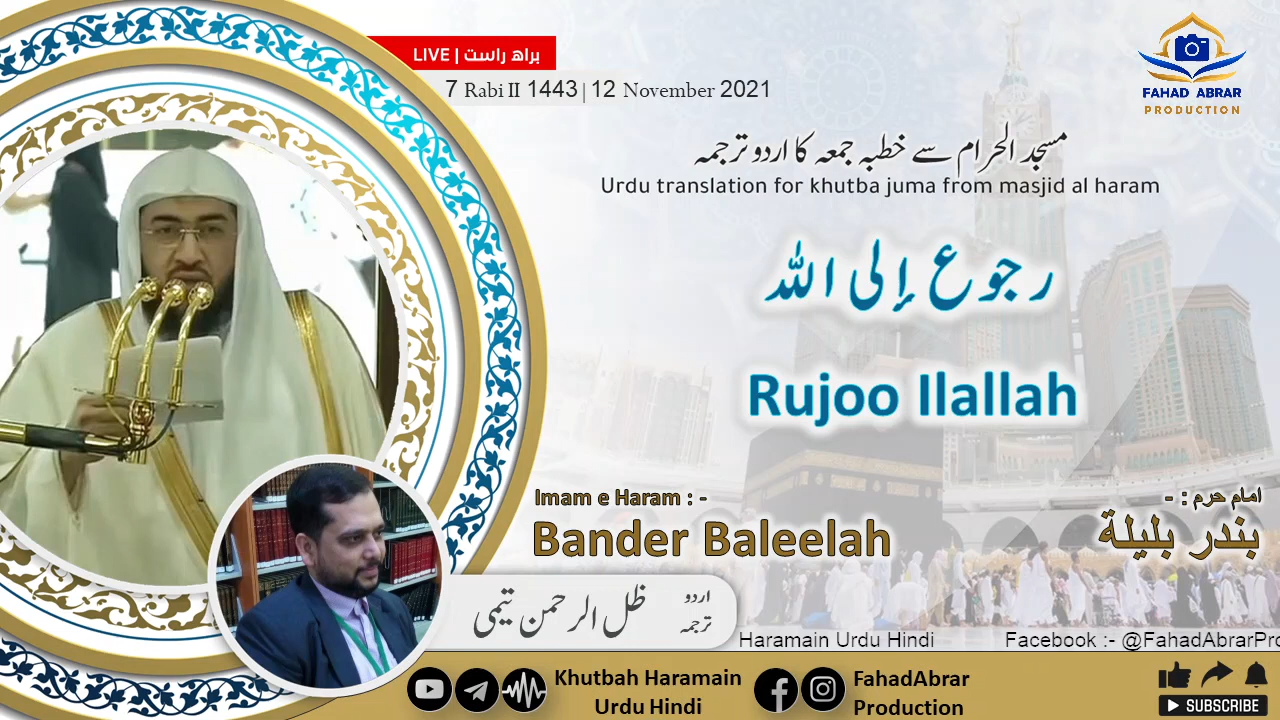 LIVE | براہ راست
7 Rabi II 1443 | 12 November 2021
FAHAD ABRAR
PRODUCTION
مسجد الحرام سے خطبہ جمعہ کا اردو ترجمہ
Urdu translation for khutba juma from masjid al haram
رجوع إلى الله
Rujoo Ilallah
Imam e Haram : -
امام حرم : -
Bander Baleelah
بندر بليلة
اردو
ترجمہ
ظل الرحمن تیمی
Haramain Urdu Hindi
Facebook :- @FahadAbrarPro
Khutbah Haramain
Urdu Hindi
FahadAbrar
Production
SUBSCRIBE